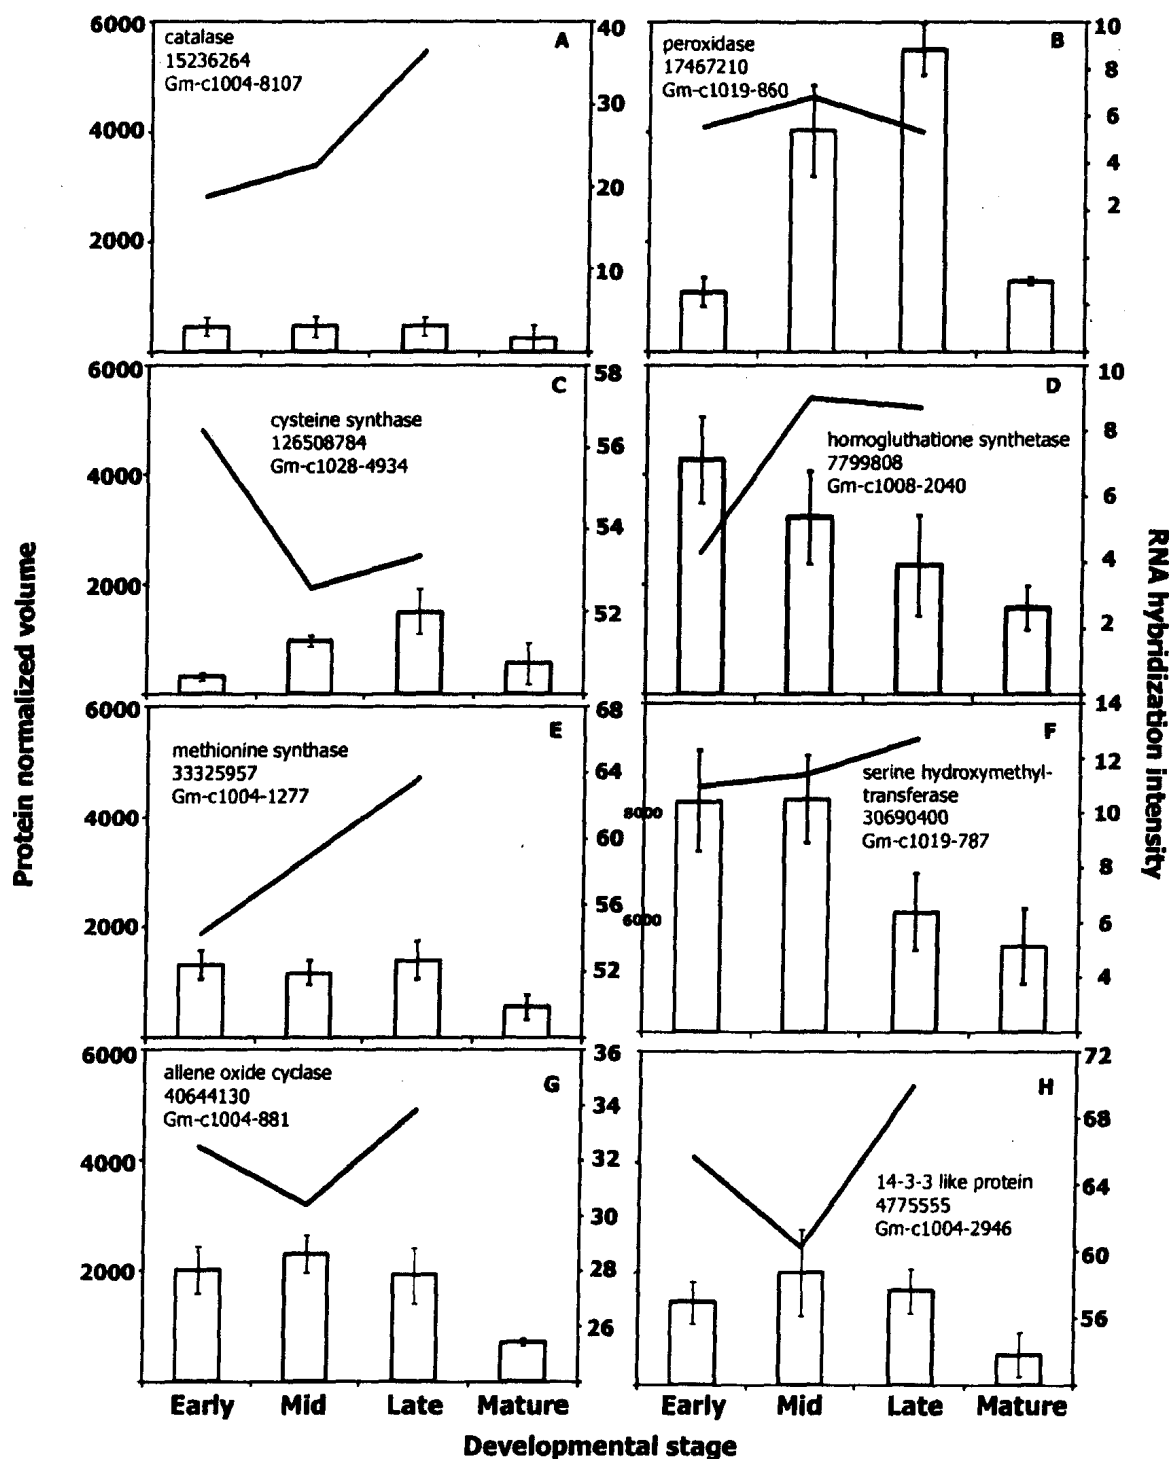 6000
4000
2000
catalase
15236264
Gm-c1004-8107
A
40
30
20
10
peroxidase
17467210
Gm-c1019-860
B
10
8
6
4
2
6000
4000
2000
cysteine synthase
126508784
Gm-c1028-4934
C
58
56
54
52
D
homogluthatione synthetase
7799808
Gm-c1008-2040
10
8
6
4
2
6000
4000
2000
methionine synthase
33325957
Gm-c1004-1277
E
68
64
60
56
52
8000
6000
F
serine hydroxymethyl-
transferase
30690400
Gm-c1019-787
14
12
10
8
6
4
6000
4000
2000
allene oxide cyclase
40644130
Gm-c1004-881
G
36
34
32
30
28
26
H
14-3-3 like protein
4775555
Gm-c1004-2946
72
68
64
60
56
Early Mid Late Mature
Early Mid Late Mature
Developmental stage
Protein normalized volume
RNA hybridization intensity